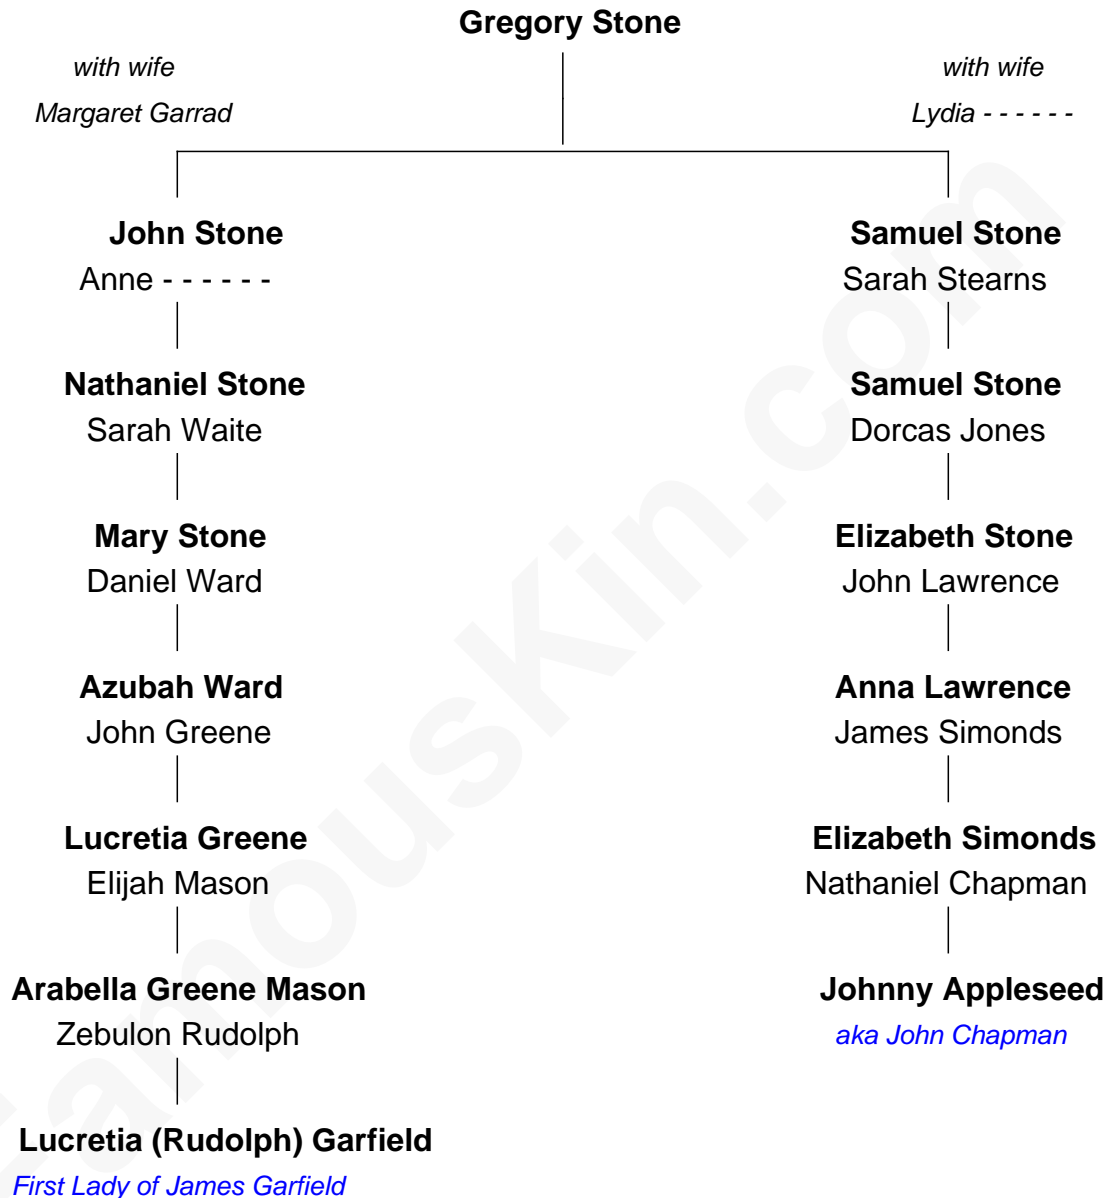 Gregory Stone
with wife
Margaret Garrad
with wife
Lydia - - - - - -
John Stone
Anne - - - - - -
Samuel Stone
Sarah Stearns
Nathaniel Stone
Sarah Waite
Samuel Stone
Dorcas Jones
Mary Stone
Daniel Ward
Elizabeth Stone
John Lawrence
Azubah Ward
John Greene
Anna Lawrence
James Simonds
Lucretia Greene
Elijah Mason
Elizabeth Simonds
Nathaniel Chapman
Arabella Greene Mason
Zebulon Rudolph
Johnny Appleseed
aka John Chapman
Lucretia (Rudolph) Garfield
First Lady of James Garfield
FamousKin.com